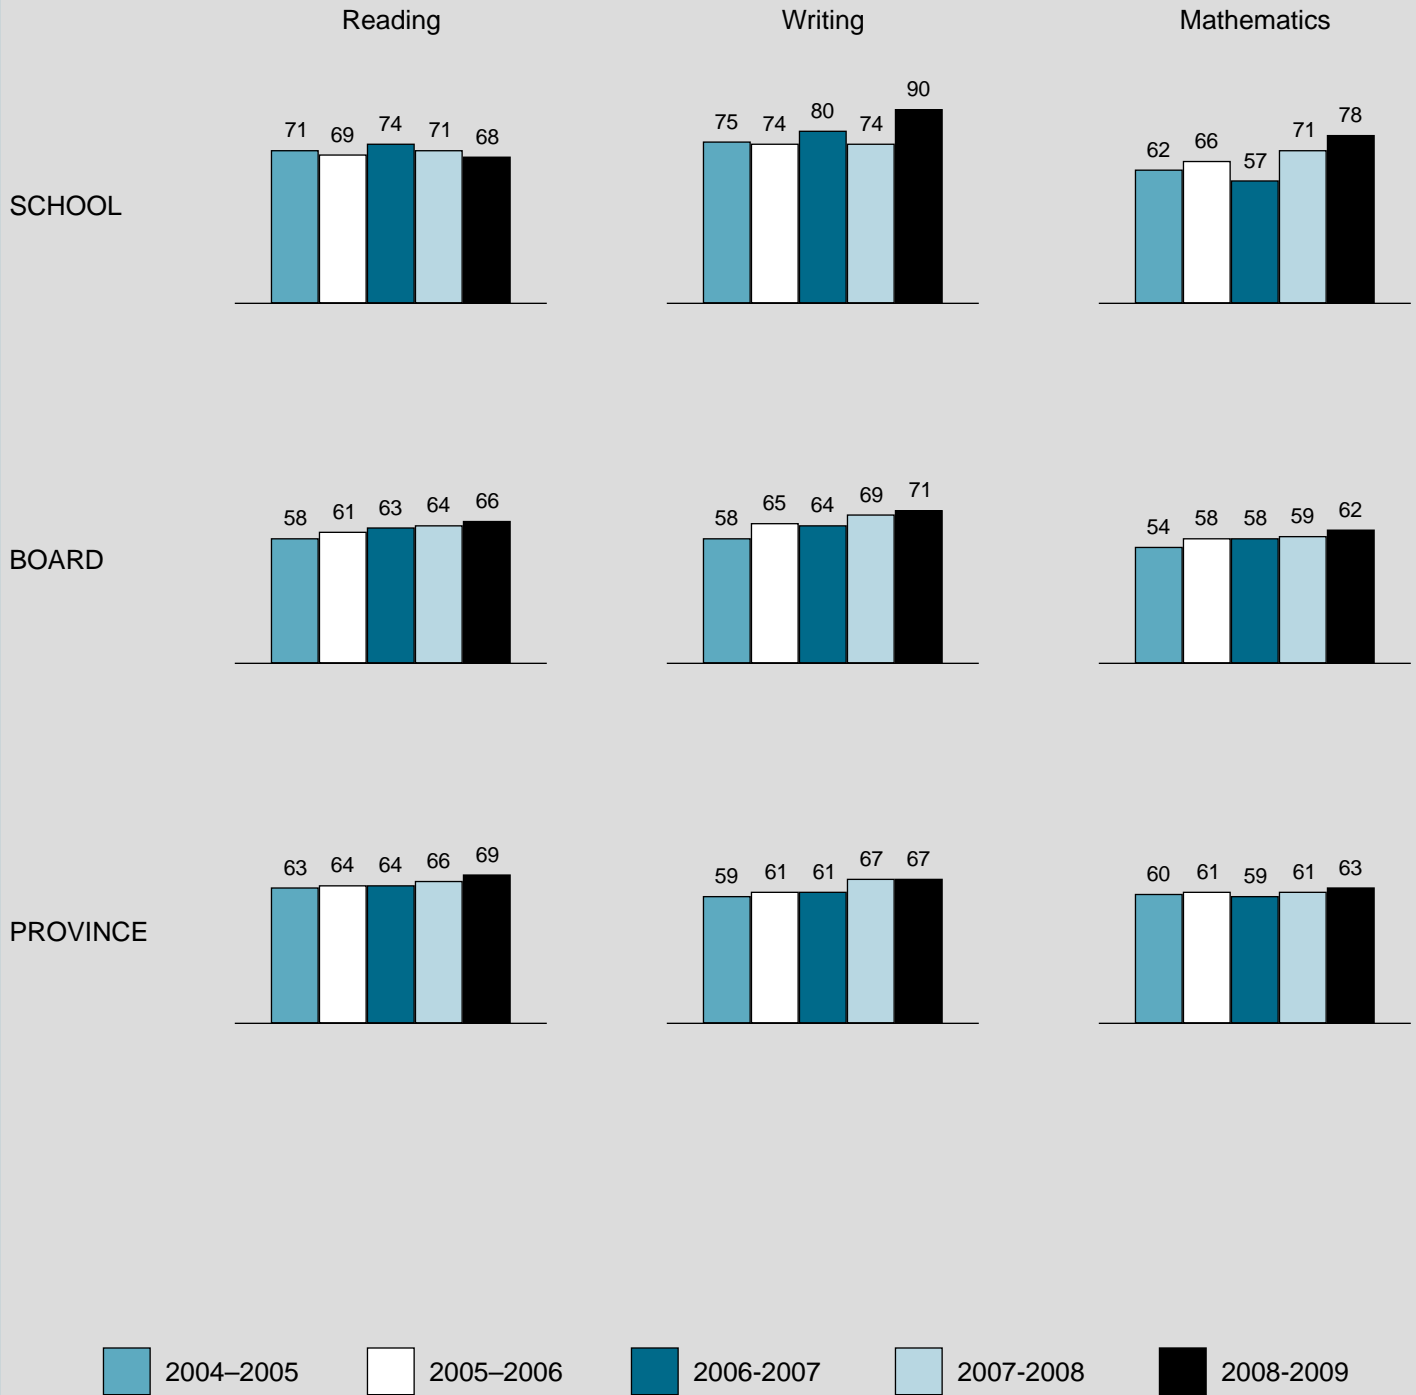 Reading Writing Mathematics
SCHOOL
71 69 74 71 68
75 74 80 74 90
62 66 57 71 78
BOARD
58 61 63 64 66
58 65 64 69 71
54 58 58 59 62
PROVINCE
63 64 64 66 69
59 61 61 67 67
60 61 59 61 63
2004–2005 2005–2006 2006-2007 2007-2008 2008-2009